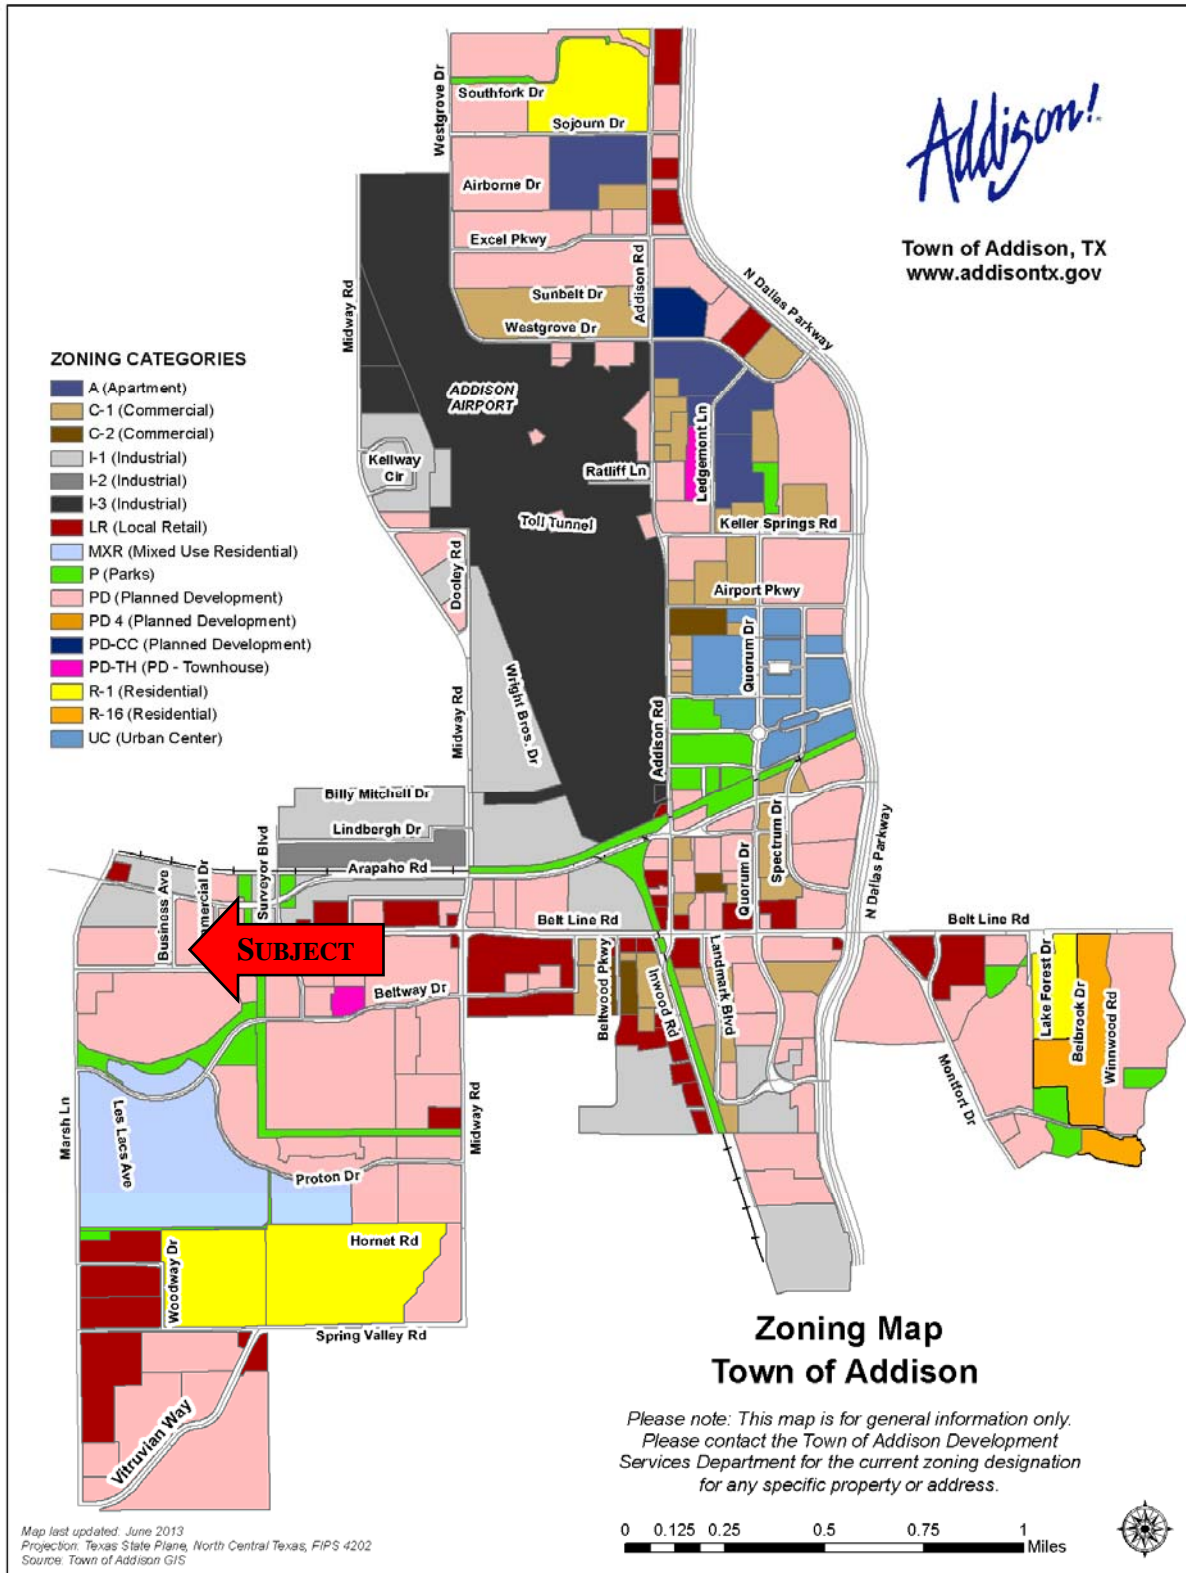 Addison!
Town of Addison, TX
www.addisontx.gov
Westgrove Dr
Southfork Dr
Sojourn Dr
Airborne Dr
Excel Pkwy
Addison Rd
Sunbelt Dr
Westgrove Dr
N Dallas Parkway
Midway Rd
ZONING CATEGORIES
A (Apartment)
C-1 (Commercial)
C-2 (Commercial)
I-1 (Industrial)
I-2 (Industrial)
I-3 (Industrial)
LR (Local Retail)
MXR (Mixed Use Residential)
P (Parks)
PD (Planned Development)
PD 4 (Planned Development)
PD-CC (Planned Development)
PD-TH (PD - Townhouse)
R-1 (Residential)
R-16 (Residential)
UC (Urban Center)
ADDISON
AIRPORT
Kellway
Cir
Ratliff Ln
Ledgemont Ln
Toll Tunnel
Keller Springs Rd
Dooley Rd
Airport Pkwy
Quorum Dr
Wright Bros. Dr
Midway Rd
Addison Rd
Billy Mitchell Dr
Lindbergh Dr
Arapaho Rd
Surveyor Blvd
Spectrum Dr
Quorum Dr
N Dallas Parkway
Business Ave
mmercial Dr
SUBJECT
Belt Line Rd
Belt Line Rd
Beltway Dr
Beltwood Pkwy
Inwood Rd
Landmark Blvd
Lake Forest Dr
Belbrook Dr
Winnwood Rd
Montfort Dr
Marsh Ln
Les Lacs Ave
Midway Rd
Proton Dr
Hornet Rd
Woodway Dr
Spring Valley Rd
Vitruvian Way
Zoning Map
Town of Addison
Please note: This map is for general information only.
Please contact the Town of Addison Development
Services Department for the current zoning designation
for any specific property or address.
0 0.125 0.25 0.5 0.75 1
Miles
Map last updated: June 2013
Projection: Texas State Plane, North Central Texas, FIPS 4202
Source: Town of Addison GIS